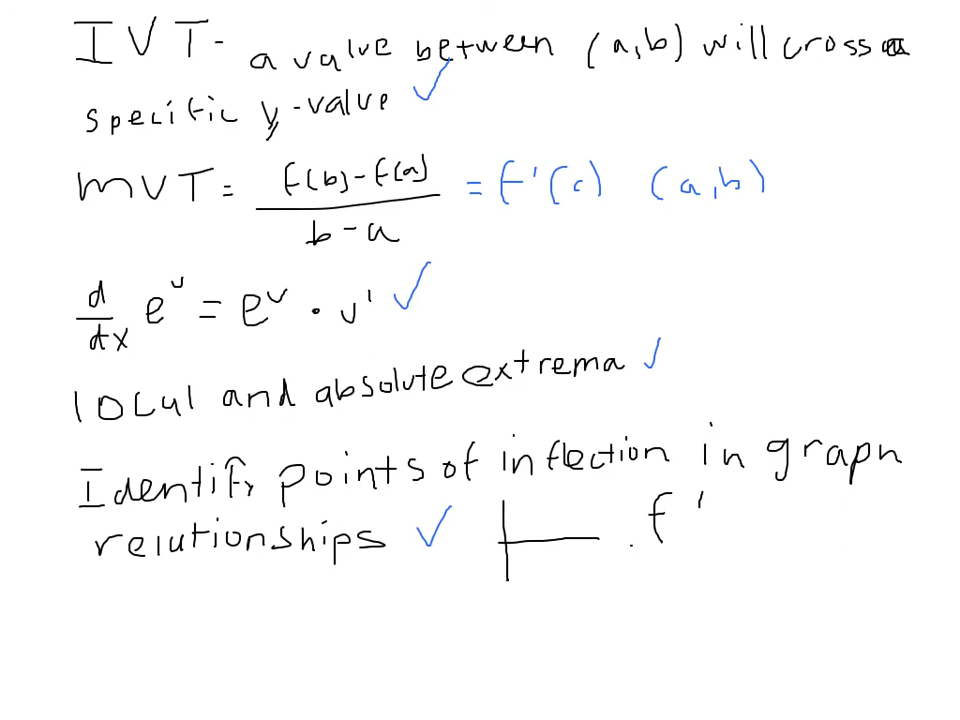 IVT - a value between (a,b) will cross a
specific y-value ✓
MVT = f(b)-f(a) / b-a = f'(c) (a,b)
d/dx e^u = e^u · u' ✓
local and absolute extrema ✓
Identify points of inflection in graph
relationships ✓ f'